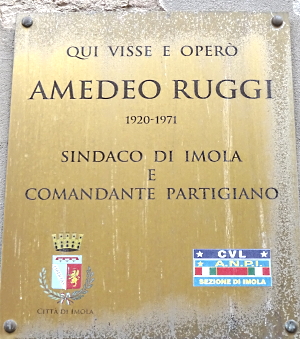 QUI VISSE E OPERÒ
AMEDEO RUGGI
1920-1971
SINDACO DI IMOLA
E
COMANDANTE PARTIGIANO
CITTÀ DI IMOLA
CVL
A.N.P.I.
SEZIONE DI IMOLA